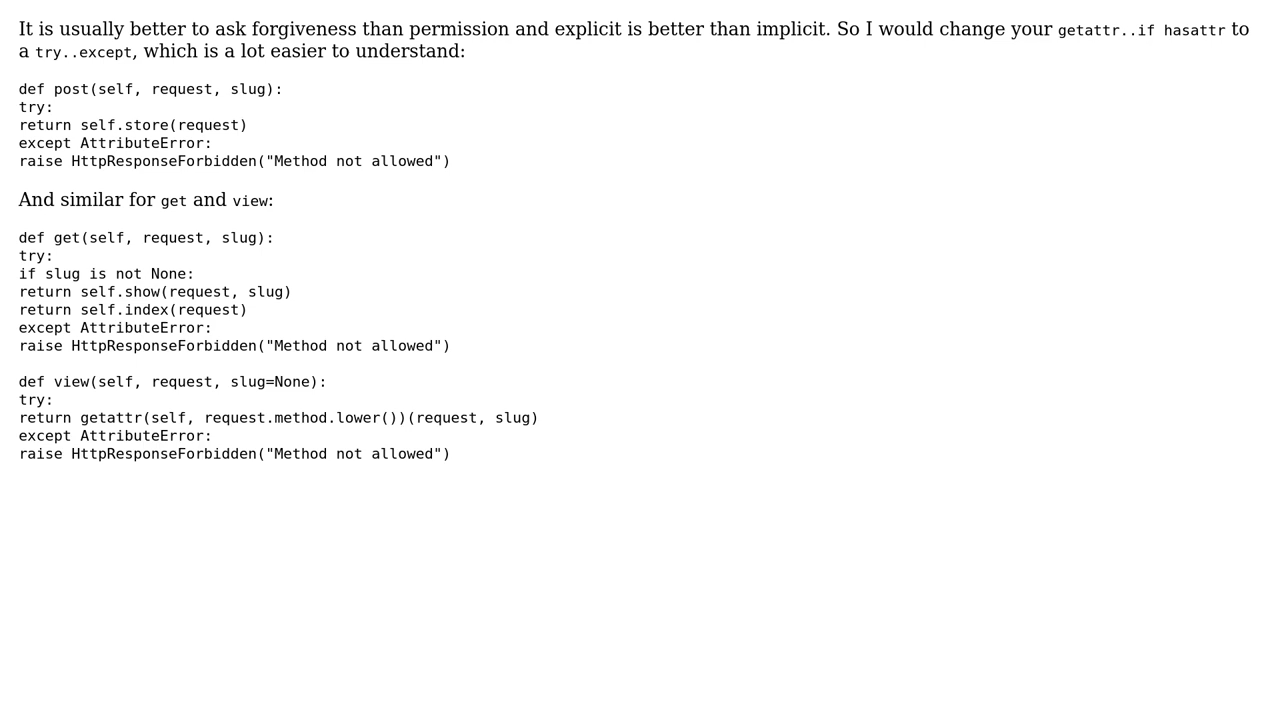 It is usually better to ask forgiveness than permission and explicit is better than implicit. So I would change your getattr..if hasattr to
a try..except, which is a lot easier to understand:
def post(self, request, slug):
try:
return self.store(request)
except AttributeError:
raise HttpResponseForbidden("Method not allowed")
And similar for get and view:
def get(self, request, slug):
try:
if slug is not None:
return self.show(request, slug)
return self.index(request)
except AttributeError:
raise HttpResponseForbidden("Method not allowed")
def view(self, request, slug=None):
try:
return getattr(self, request.method.lower())(request, slug)
except AttributeError:
raise HttpResponseForbidden("Method not allowed")